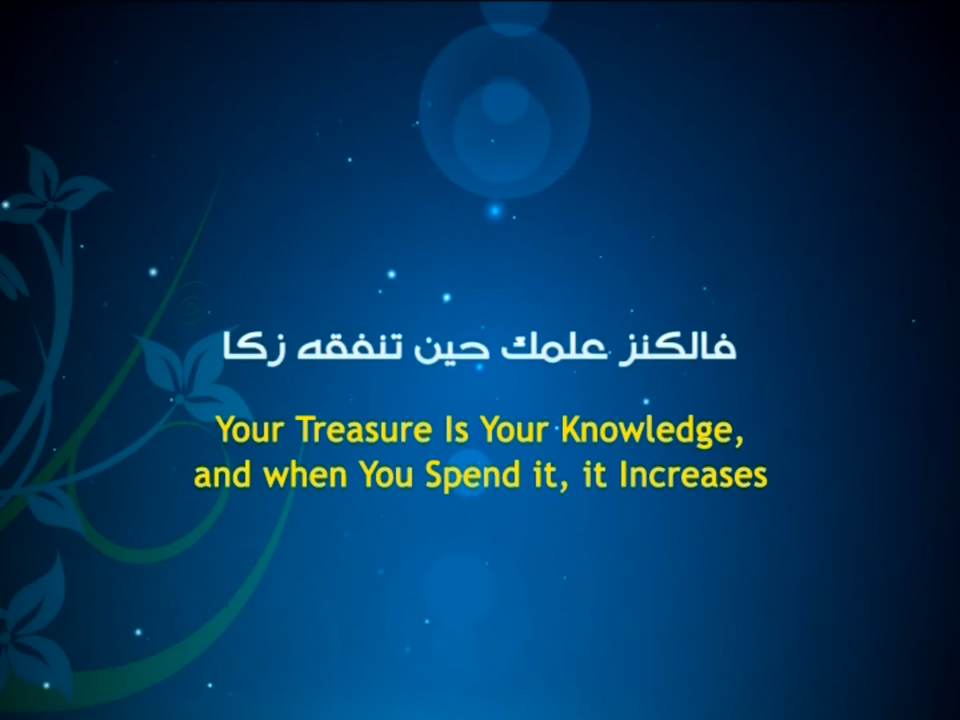 فالكنز علمك حين تنفقه زكا
Your Treasure Is Your Knowledge,
and when You Spend it, it Increases